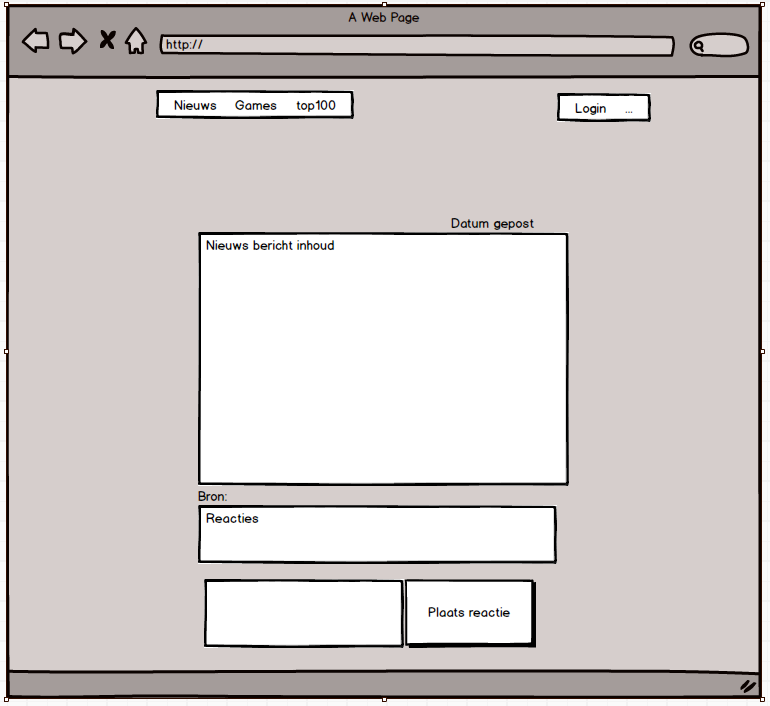 A Web Page
http://
Nieuws Games top100
Login ...
Datum gepost
Nieuws bericht inhoud
Bron:
Reacties
Plaats reactie